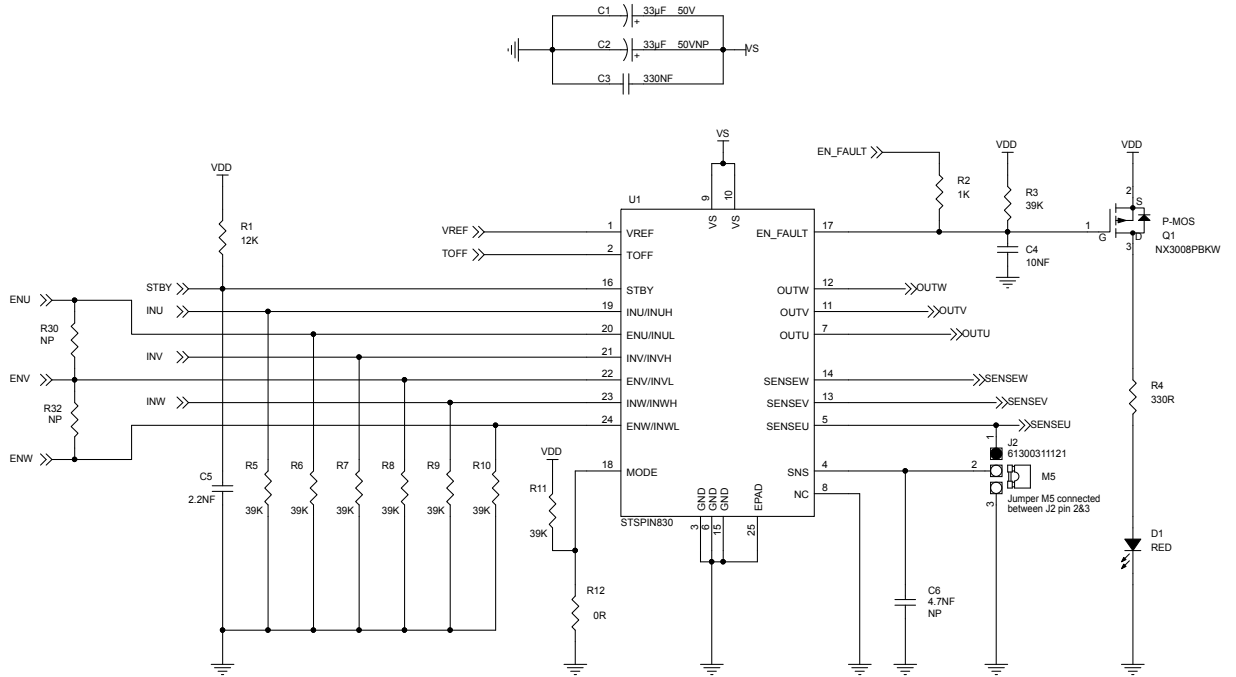 C1 33µF 50V
+
C2 33µF 50VNP
+
VS
C3 330NF
VS
EN_FAULT
VDD
VDD
VDD
R2
1K
R3
39K
2
S
P-MOS
Q1
NX3008PBKW
1
G
D
3
C4
10NF
R1
12K
U1
9
10
VS
VS
VREF 1 VREF
EN_FAULT 17
TOFF 2 TOFF
STBY 16 STBY
OUTW 12 OUTW
ENU
INU 19 INU/INUH
OUTV 11 OUTV
20 ENU/INUL
OUTU 7 OUTU
R30
NP
INV 21 INV/INVH
ENV 22 ENV/INVL
SENSEW 14 SENSEW
R32
NP
INW 23 INW/INWH
SENSEV 13 SENSEV
24 ENW/INWL
SENSEU 5 SENSEU
ENW
R4
330R
1
J2
61300311121
2
M5
3
Jumper M5 connected
between J2 pin 2&3
VDD
18 MODE
SNS 4
NC 8
C5
2.2NF
R5
39K
R6
39K
R7
39K
R8
39K
R9
39K
R10
39K
R11
39K
GND
GND
GND
EPAD
3
6
15
25
STSPIN830
D1
RED
R12
0R
C6
4.7NF
NP